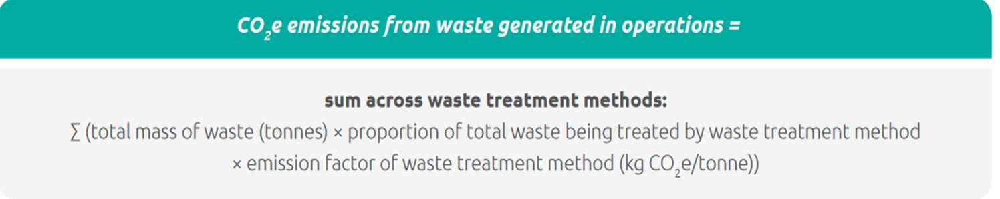 CO₂e emissions from waste generated in operations =
sum across waste treatment methods:
∑ (total mass of waste (tonnes) × proportion of total waste being treated by waste treatment method
× emission factor of waste treatment method (kg CO₂e/tonne))